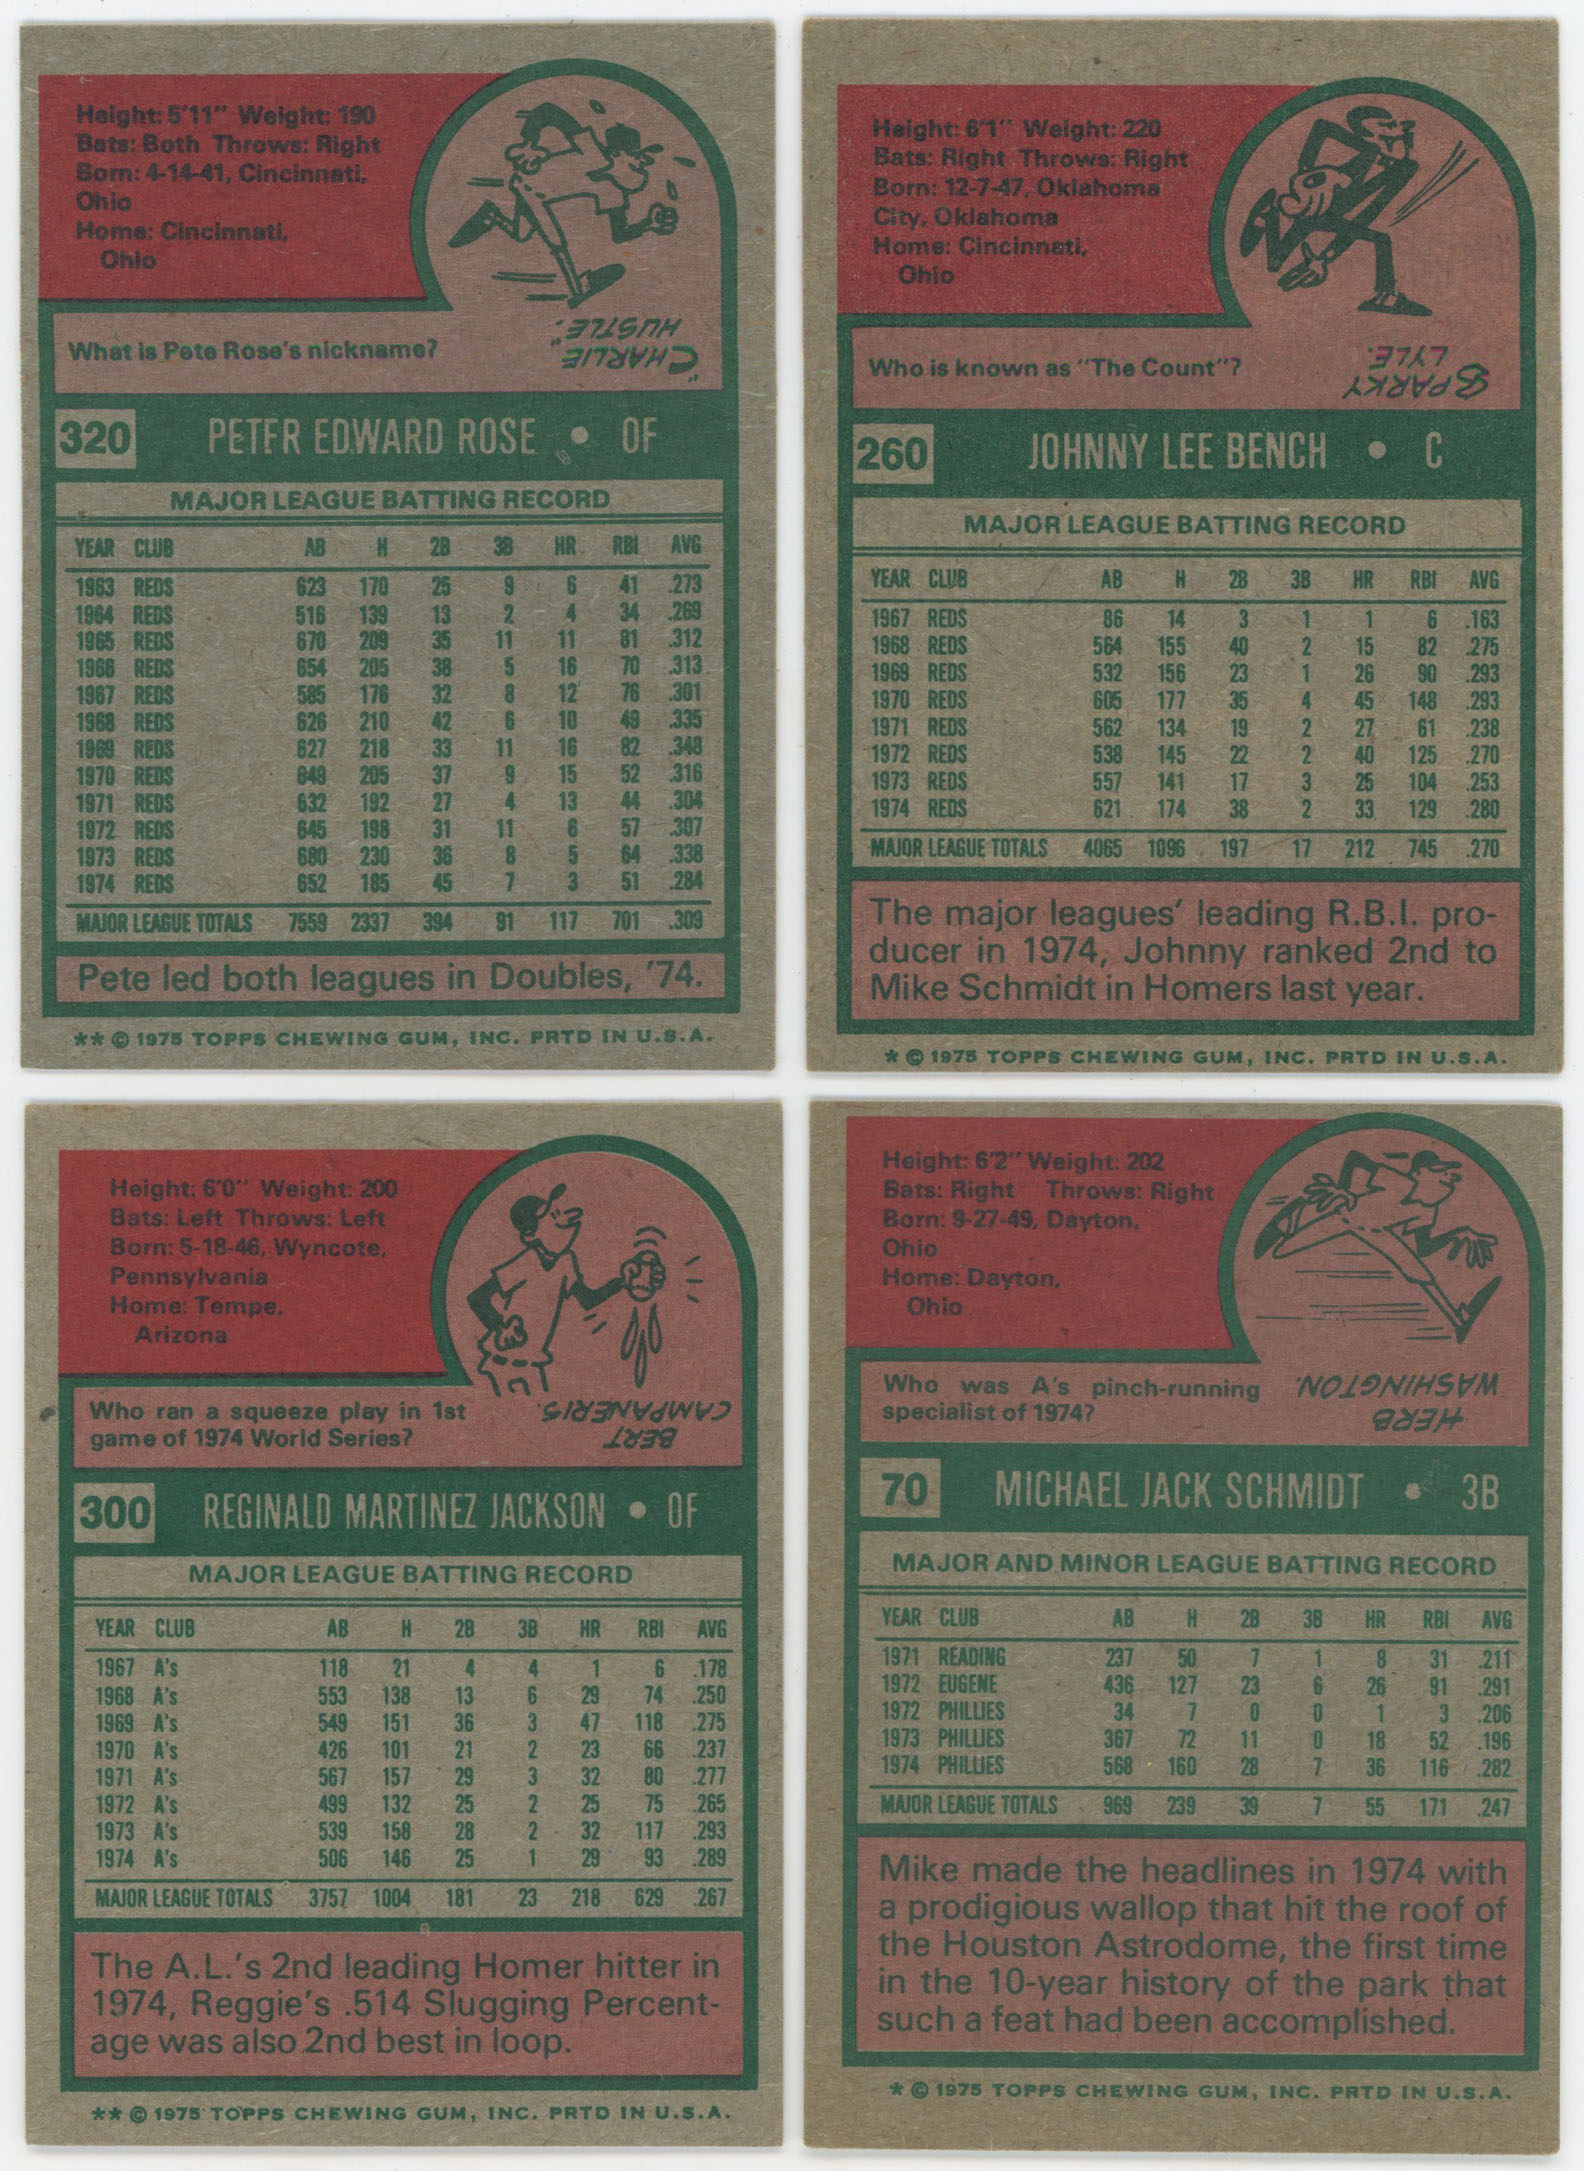 Height: 5'11" Weight: 190
Bats: Both Throws: Right
Born: 4-14-41, Cincinnati,
Ohio
Home: Cincinnati,
Ohio
What is Pete Rose's nickname?
"CHARLIE
HUSTLE."
320 PETER EDWARD ROSE • OF
MAJOR LEAGUE BATTING RECORD
YEAR CLUB AB H 2B 3B HR RBI AVG
1963 REDS 623 170 25 9 6 41 .273
1964 REDS 516 139 13 2 4 34 .269
1965 REDS 670 209 35 11 11 81 .312
1966 REDS 654 205 38 5 16 70 .313
1967 REDS 585 176 32 8 12 76 .301
1968 REDS 626 210 42 6 10 49 .335
1969 REDS 627 218 33 11 16 82 .348
1970 REDS 649 205 37 9 15 52 .316
1971 REDS 632 192 27 4 13 44 .304
1972 REDS 645 198 31 11 6 57 .307
1973 REDS 680 230 36 8 5 64 .338
1974 REDS 652 185 45 7 3 51 .284
MAJOR LEAGUE TOTALS 7559 2337 394 91 117 701 .309
Pete led both leagues in Doubles, '74.
** © 1975 TOPPS CHEWING GUM, INC. PRTD IN U.S.A.
Height: 6'1" Weight: 220
Bats: Right Throws: Right
Born: 12-7-47, Oklahoma
City, Oklahoma
Home: Cincinnati,
Ohio
Who is known as "The Count"?
SPARKY
LYLE.
260 JOHNNY LEE BENCH • C
MAJOR LEAGUE BATTING RECORD
YEAR CLUB AB H 2B 3B HR RBI AVG
1967 REDS 86 14 3 1 1 6 .163
1968 REDS 564 155 40 2 15 82 .275
1969 REDS 532 156 23 1 26 90 .293
1970 REDS 605 177 35 4 45 148 .293
1971 REDS 562 134 19 2 27 61 .238
1972 REDS 538 145 22 2 40 125 .270
1973 REDS 557 141 17 3 25 104 .253
1974 REDS 621 174 38 2 33 129 .280
MAJOR LEAGUE TOTALS 4065 1096 197 17 212 745 .270
The major leagues' leading R.B.I. pro-
ducer in 1974, Johnny ranked 2nd to
Mike Schmidt in Homers last year.
* © 1975 TOPPS CHEWING GUM, INC. PRTD IN U.S.A.
Height: 6'0" Weight: 200
Bats: Left Throws: Left
Born: 5-18-46, Wyncote,
Pennsylvania
Home: Tempe,
Arizona
Who ran a squeeze play in 1st
game of 1974 World Series?
BERT
CAMPANERIS.
300 REGINALD MARTINEZ JACKSON • OF
MAJOR LEAGUE BATTING RECORD
YEAR CLUB AB H 2B 3B HR RBI AVG
1967 A's 118 21 4 4 1 6 .178
1968 A's 553 138 13 6 29 74 .250
1969 A's 549 151 36 3 47 118 .275
1970 A's 426 101 21 2 23 66 .237
1971 A's 567 157 29 3 32 80 .277
1972 A's 499 132 25 2 25 75 .265
1973 A's 539 158 28 2 32 117 .293
1974 A's 506 146 25 1 29 93 .289
MAJOR LEAGUE TOTALS 3757 1004 181 23 218 629 .267
The A.L.'s 2nd leading Homer hitter in
1974, Reggie's .514 Slugging Percent-
age was also 2nd best in loop.
** © 1975 TOPPS CHEWING GUM, INC. PRTD IN U.S.A.
Height: 6'2" Weight: 202
Bats: Right Throws: Right
Born: 9-27-49, Dayton,
Ohio
Home: Dayton,
Ohio
Who was A's pinch-running
specialist of 1974?
HERB
WASHINGTON.
70 MICHAEL JACK SCHMIDT • 3B
MAJOR AND MINOR LEAGUE BATTING RECORD
YEAR CLUB AB H 2B 3B HR RBI AVG
1971 READING 237 50 7 1 8 31 .211
1972 EUGENE 436 127 23 6 26 91 .291
1972 PHILLIES 34 7 0 0 1 3 .206
1973 PHILLIES 367 72 11 0 18 52 .196
1974 PHILLIES 568 160 28 7 36 116 .282
MAJOR LEAGUE TOTALS 969 239 39 7 55 171 .247
Mike made the headlines in 1974 with
a prodigious wallop that hit the roof of
the Houston Astrodome, the first time
in the 10-year history of the park that
such a feat had been accomplished.
* © 1975 TOPPS CHEWING GUM, INC. PRTD IN U.S.A.